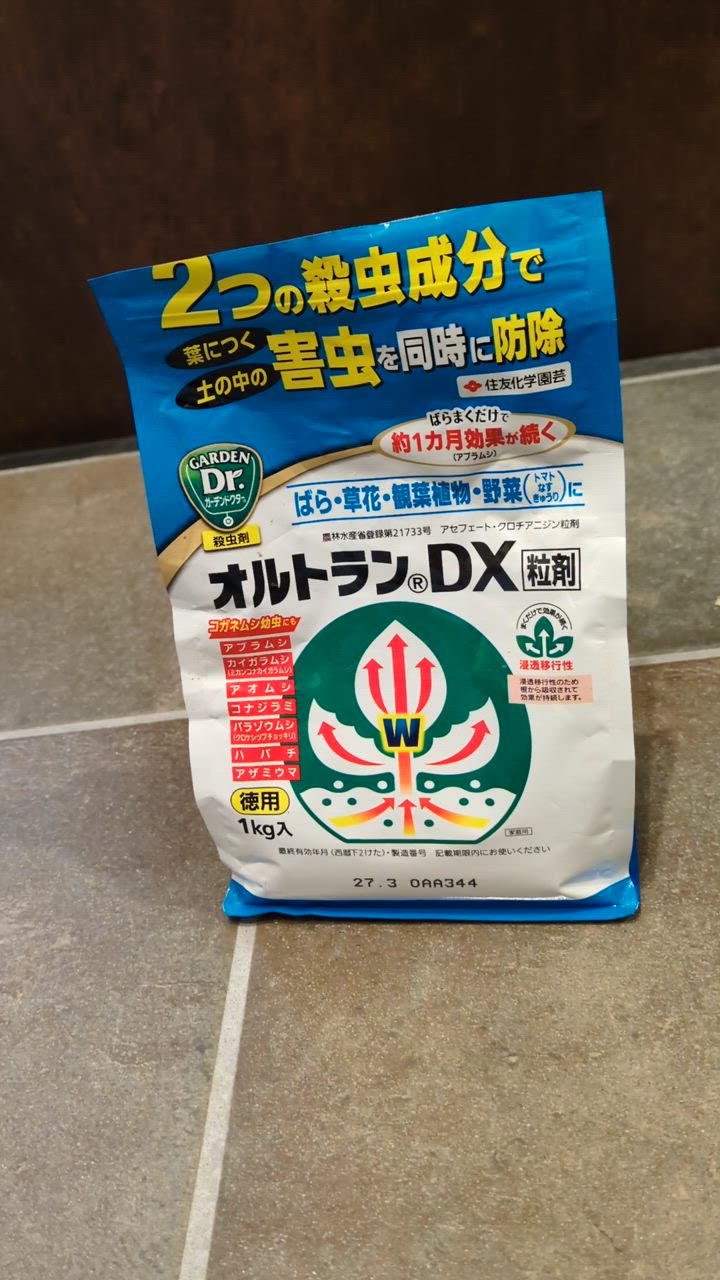 2つの殺虫成分で
葉につく
土の中の
害虫を同時に防除
住友化学園芸
ばらまくだけで
約1カ月効果が続く
(アブラムシ)
GARDEN
Dr.
ガーデンドクター
殺虫剤
ばら・草花・観葉植物・野菜(トマト なす きゅうり)に
農林水産省登録第21733号 アセフェート・クロチアニジン粒剤
オルトラン®DX粒剤
コガネムシ幼虫にも
アブラムシ
カイガラムシ
(ミカンコナカイガラムシ)
アオムシ
コナジラミ
バラゾウムシ
(クロケシツブチョッキリ)
ハバチ
アザミウマ
まくだけで効果が続く
浸透移行性
浸透移行性のため
根から吸収されて
効果が持続します。
W
徳用
1kg入
家庭用
最終有効年月(西暦下2けた)・製造番号 記載期限内にお使いください
27.3 OAA344